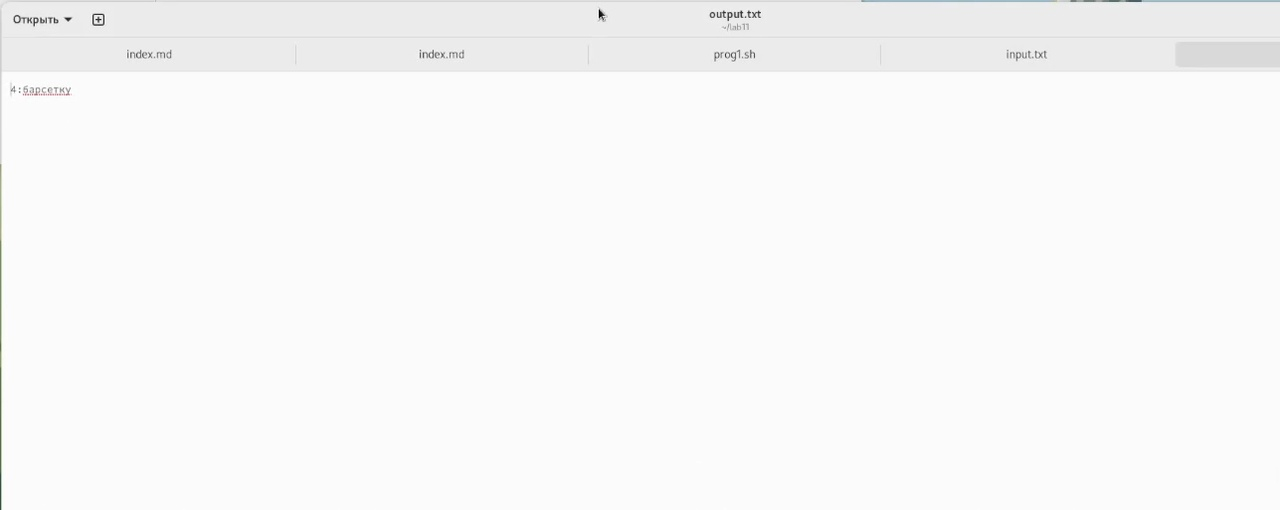 Открыть
output.txt
~/lab11
index.md
index.md
prog1.sh
input.txt
4:барсетку